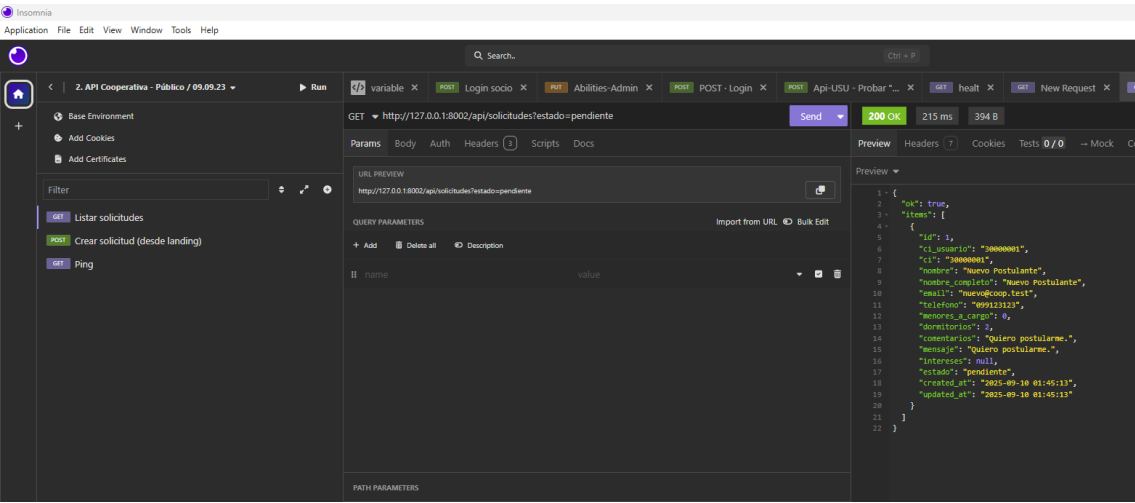 Insomnia
Application File Edit View Window Tools Help
Search.. Ctrl + P
2. API Cooperativa - Público / 09.09.23
Run
Base Environment
Add Cookies
Add Certificates
Filter
GET Listar solicitudes
POST Crear solicitud (desde landing)
GET Ping
variable
POST Login socio
PUT Abilities-Admin
POST POST - Login
POST Api-USU - Probar "...
GET healt
GET New Request
GET http://127.0.0.1:8002/api/solicitudes?estado=pendiente
Send
Params Body Auth Headers 3 Scripts Docs
URL PREVIEW
http://127.0.0.1:8002/api/solicitudes?estado=pendiente
QUERY PARAMETERS
Import from URL Bulk Edit
+ Add Delete all Description
name value
PATH PARAMETERS
200 OK 215 ms 394 B
Preview Headers 7 Cookies Tests 0 / 0 → Mock
Preview
1 {
2 "ok": true,
3 "items": [
4 {
5 "id": 1,
6 "ci_usuario": "30000001",
7 "ci": "30000001",
8 "nombre": "Nuevo Postulante",
9 "nombre_completo": "Nuevo Postulante",
10 "email": "nuevo@coop.test",
11 "telefono": "099123123",
12 "menores_a_cargo": 0,
13 "dormitorios": 2,
14 "comentarios": "Quiero postularme.",
15 "mensaje": "Quiero postularme.",
16 "intereses": null,
17 "estado": "pendiente",
18 "created_at": "2025-09-10 01:45:13",
19 "updated_at": "2025-09-10 01:45:13"
20 }
21 ]
22 }